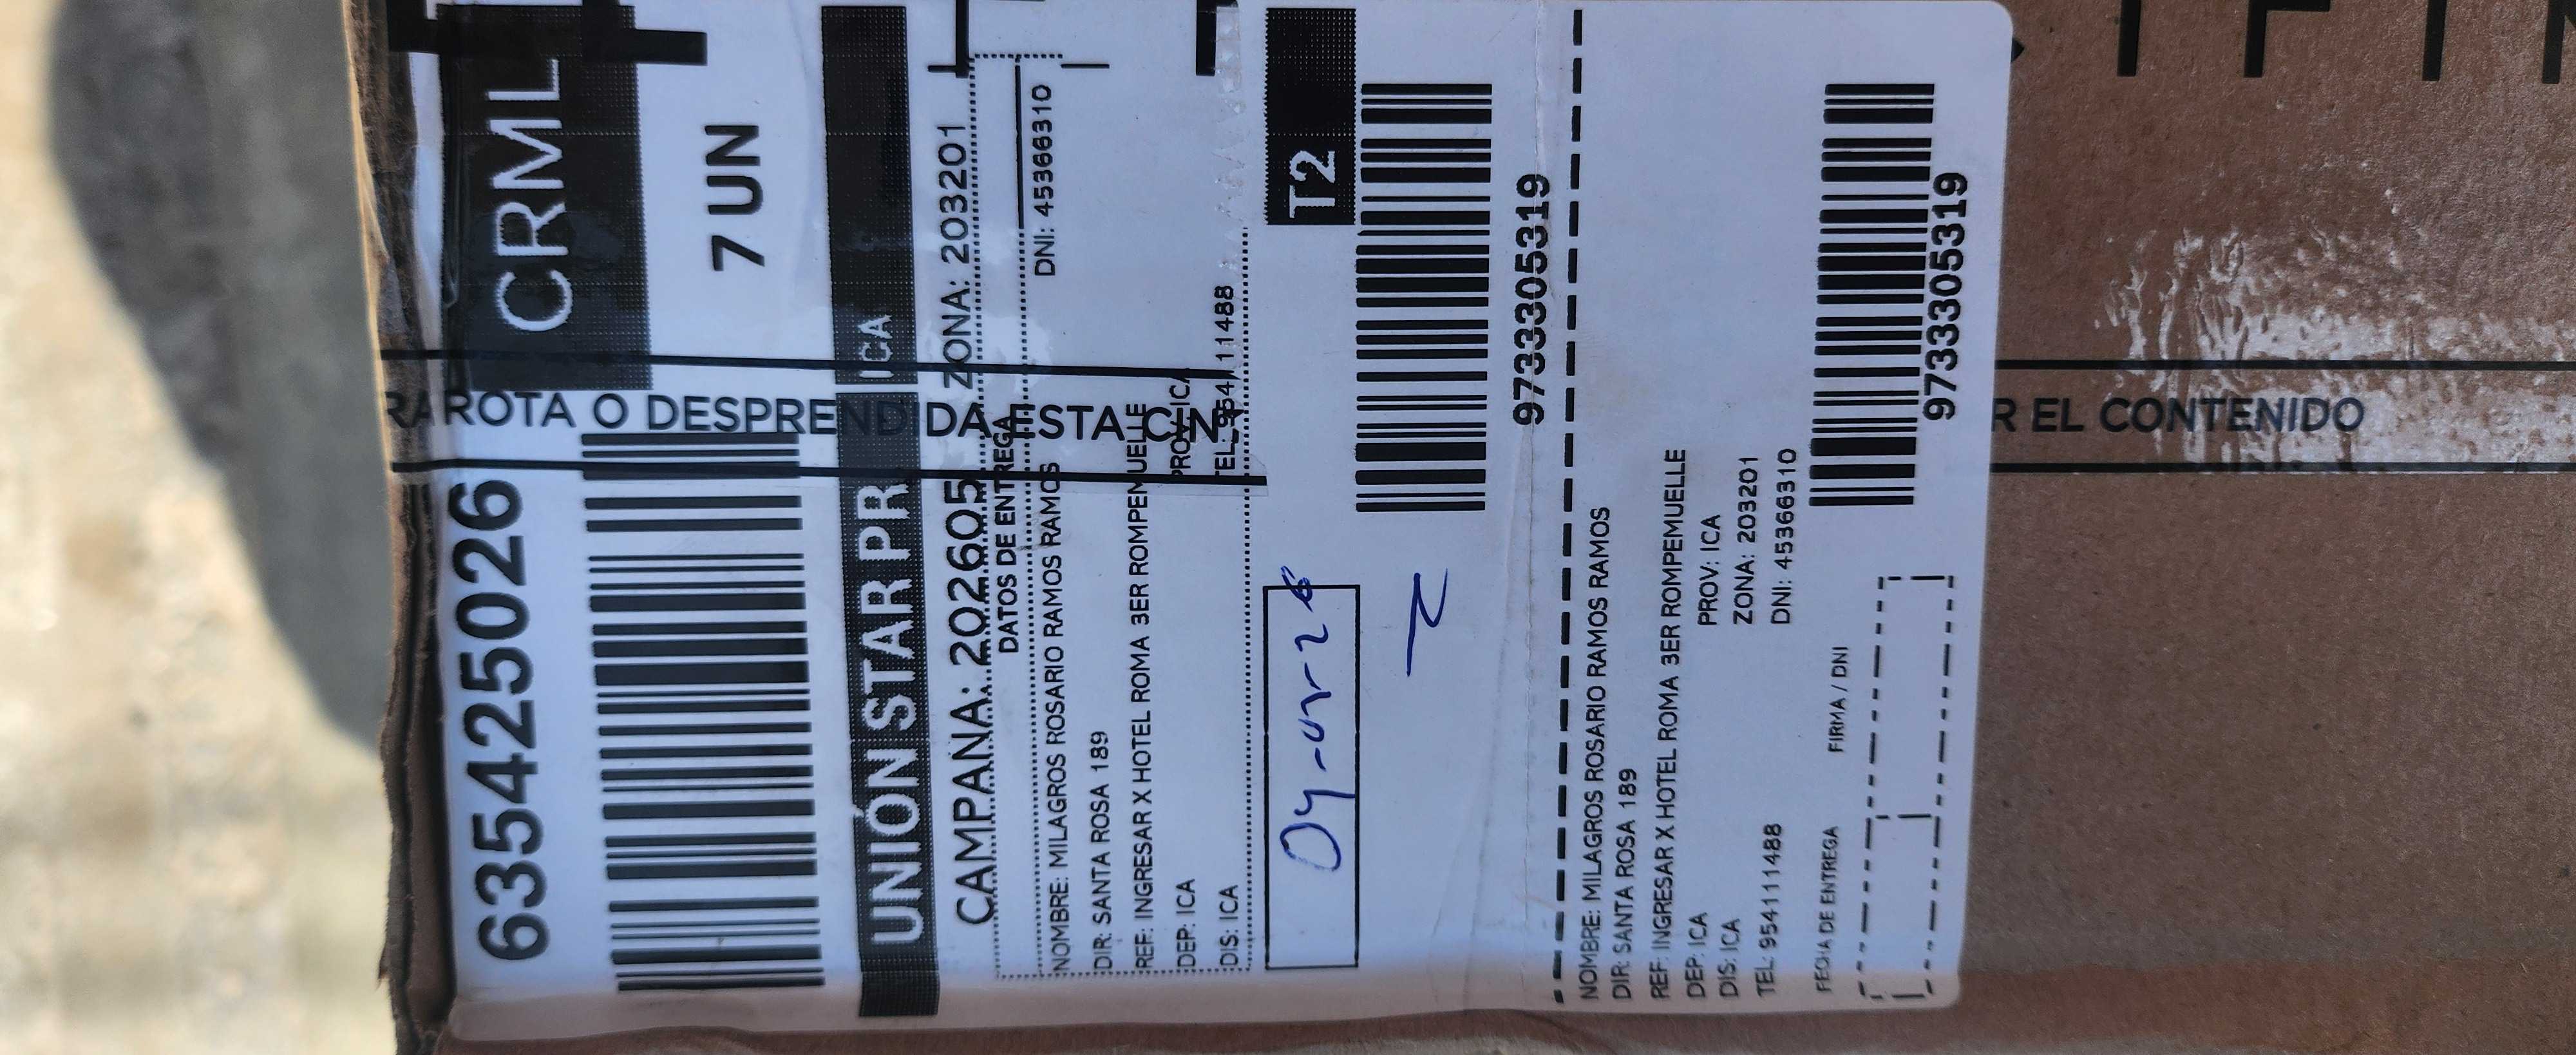 6354425026
CRML
7 UN
UNIÓN STAR PR
ICA
RAROTA O DESPRENDIDA ESTA CIN
R EL CONTENIDO
CAMPAÑA: 202605 ZONA: 203201
DATOS DE ENTREGA
NOMBRE: MILAGROS ROSARIO RAMOS RAMOS
DNI: 45366310
DIR: SANTA ROSA 189
REF: INGRESAR X HOTEL ROMA 3ER ROMPEMUELLE
DEP: ICA PROV: ICA
DIS: ICA TEL: 954111488
T2
9733305319
NOMBRE: MILAGROS ROSARIO RAMOS RAMOS
DIR: SANTA ROSA 189
REF: INGRESAR X HOTEL ROMA 3ER ROMPEMUELLE
DEP: ICA PROV: ICA
DIS: ICA ZONA: 203201
TEL: 954111488 DNI: 45366310
FECHA DE ENTREGA FIRMA / DNI
9733305319